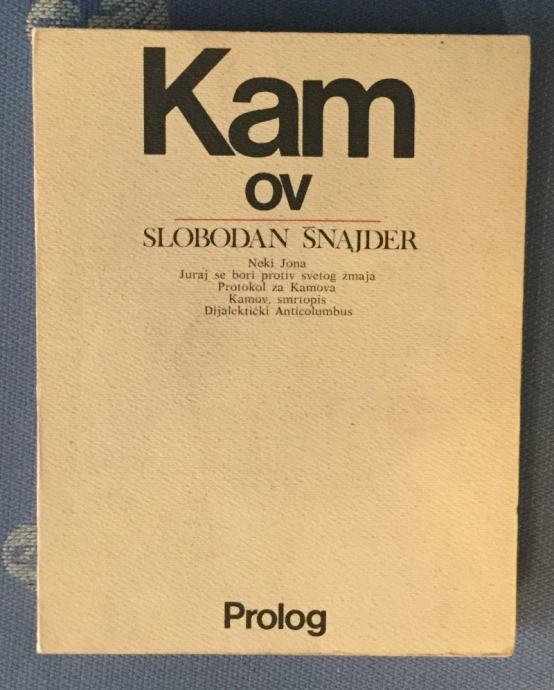 Kam
ov
SLOBODAN ŠNAJDER
Neki Jona
Juraj se bori protiv svetog zmaja
Protokol za Kamova
Kamov, smrtopis
Dijalektički Anticolumbus
Prolog